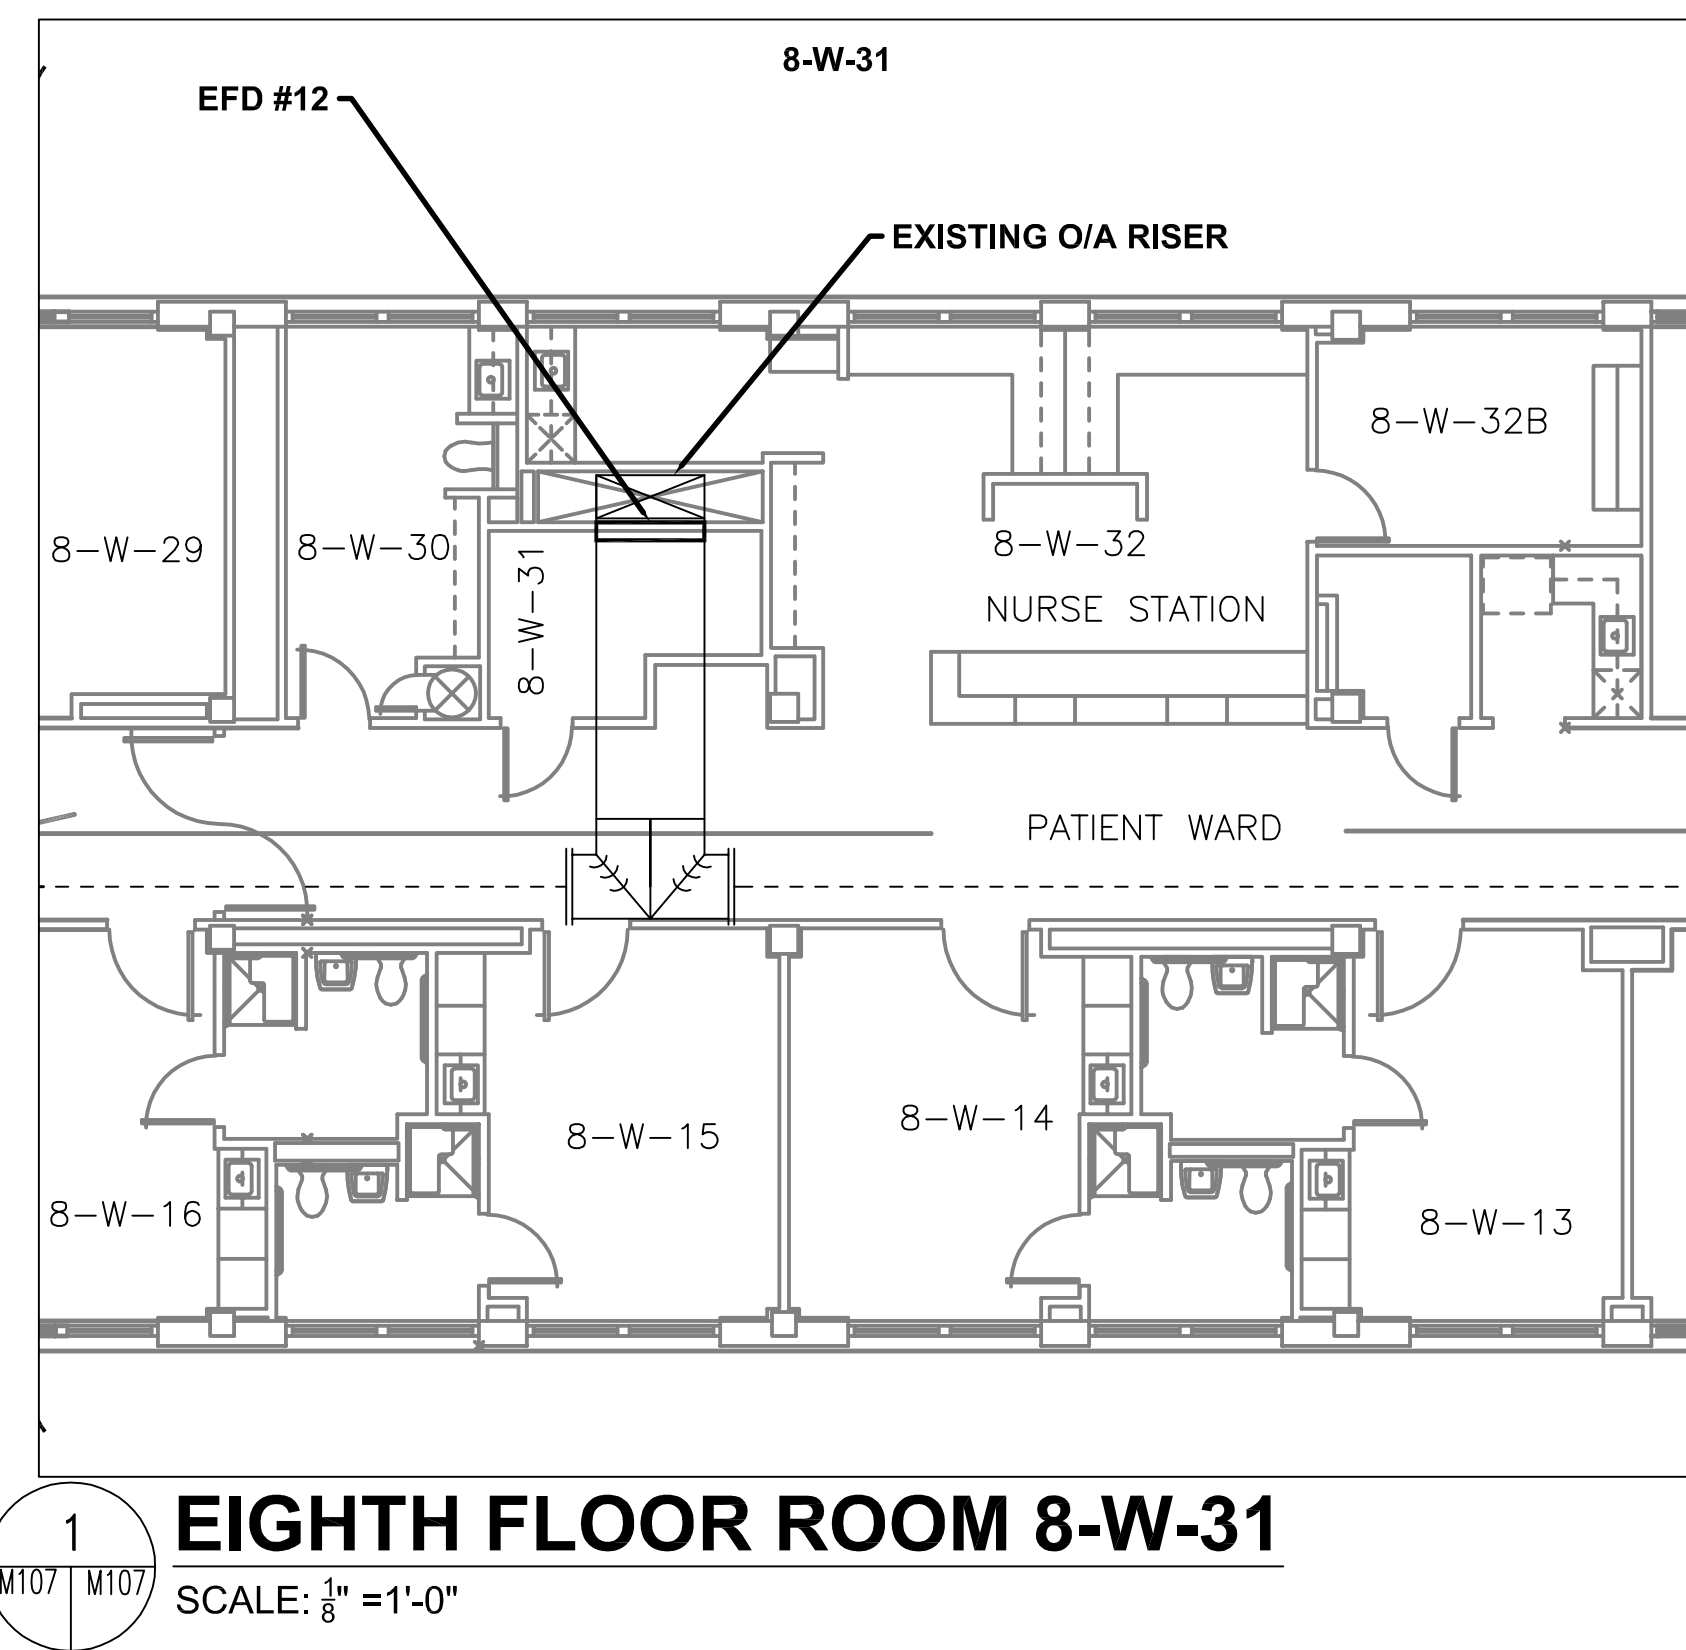 8-W-31
EFD #12
EXISTING O/A RISER
8-W-32B
8-W-29
8-W-30
8-W-31
8-W-32
NURSE STATION
PATIENT WARD
8-W-15
8-W-14
8-W-16
8-W-13
1
M107 M107
EIGHTH FLOOR ROOM 8-W-31
SCALE: 1/8" =1'-0"